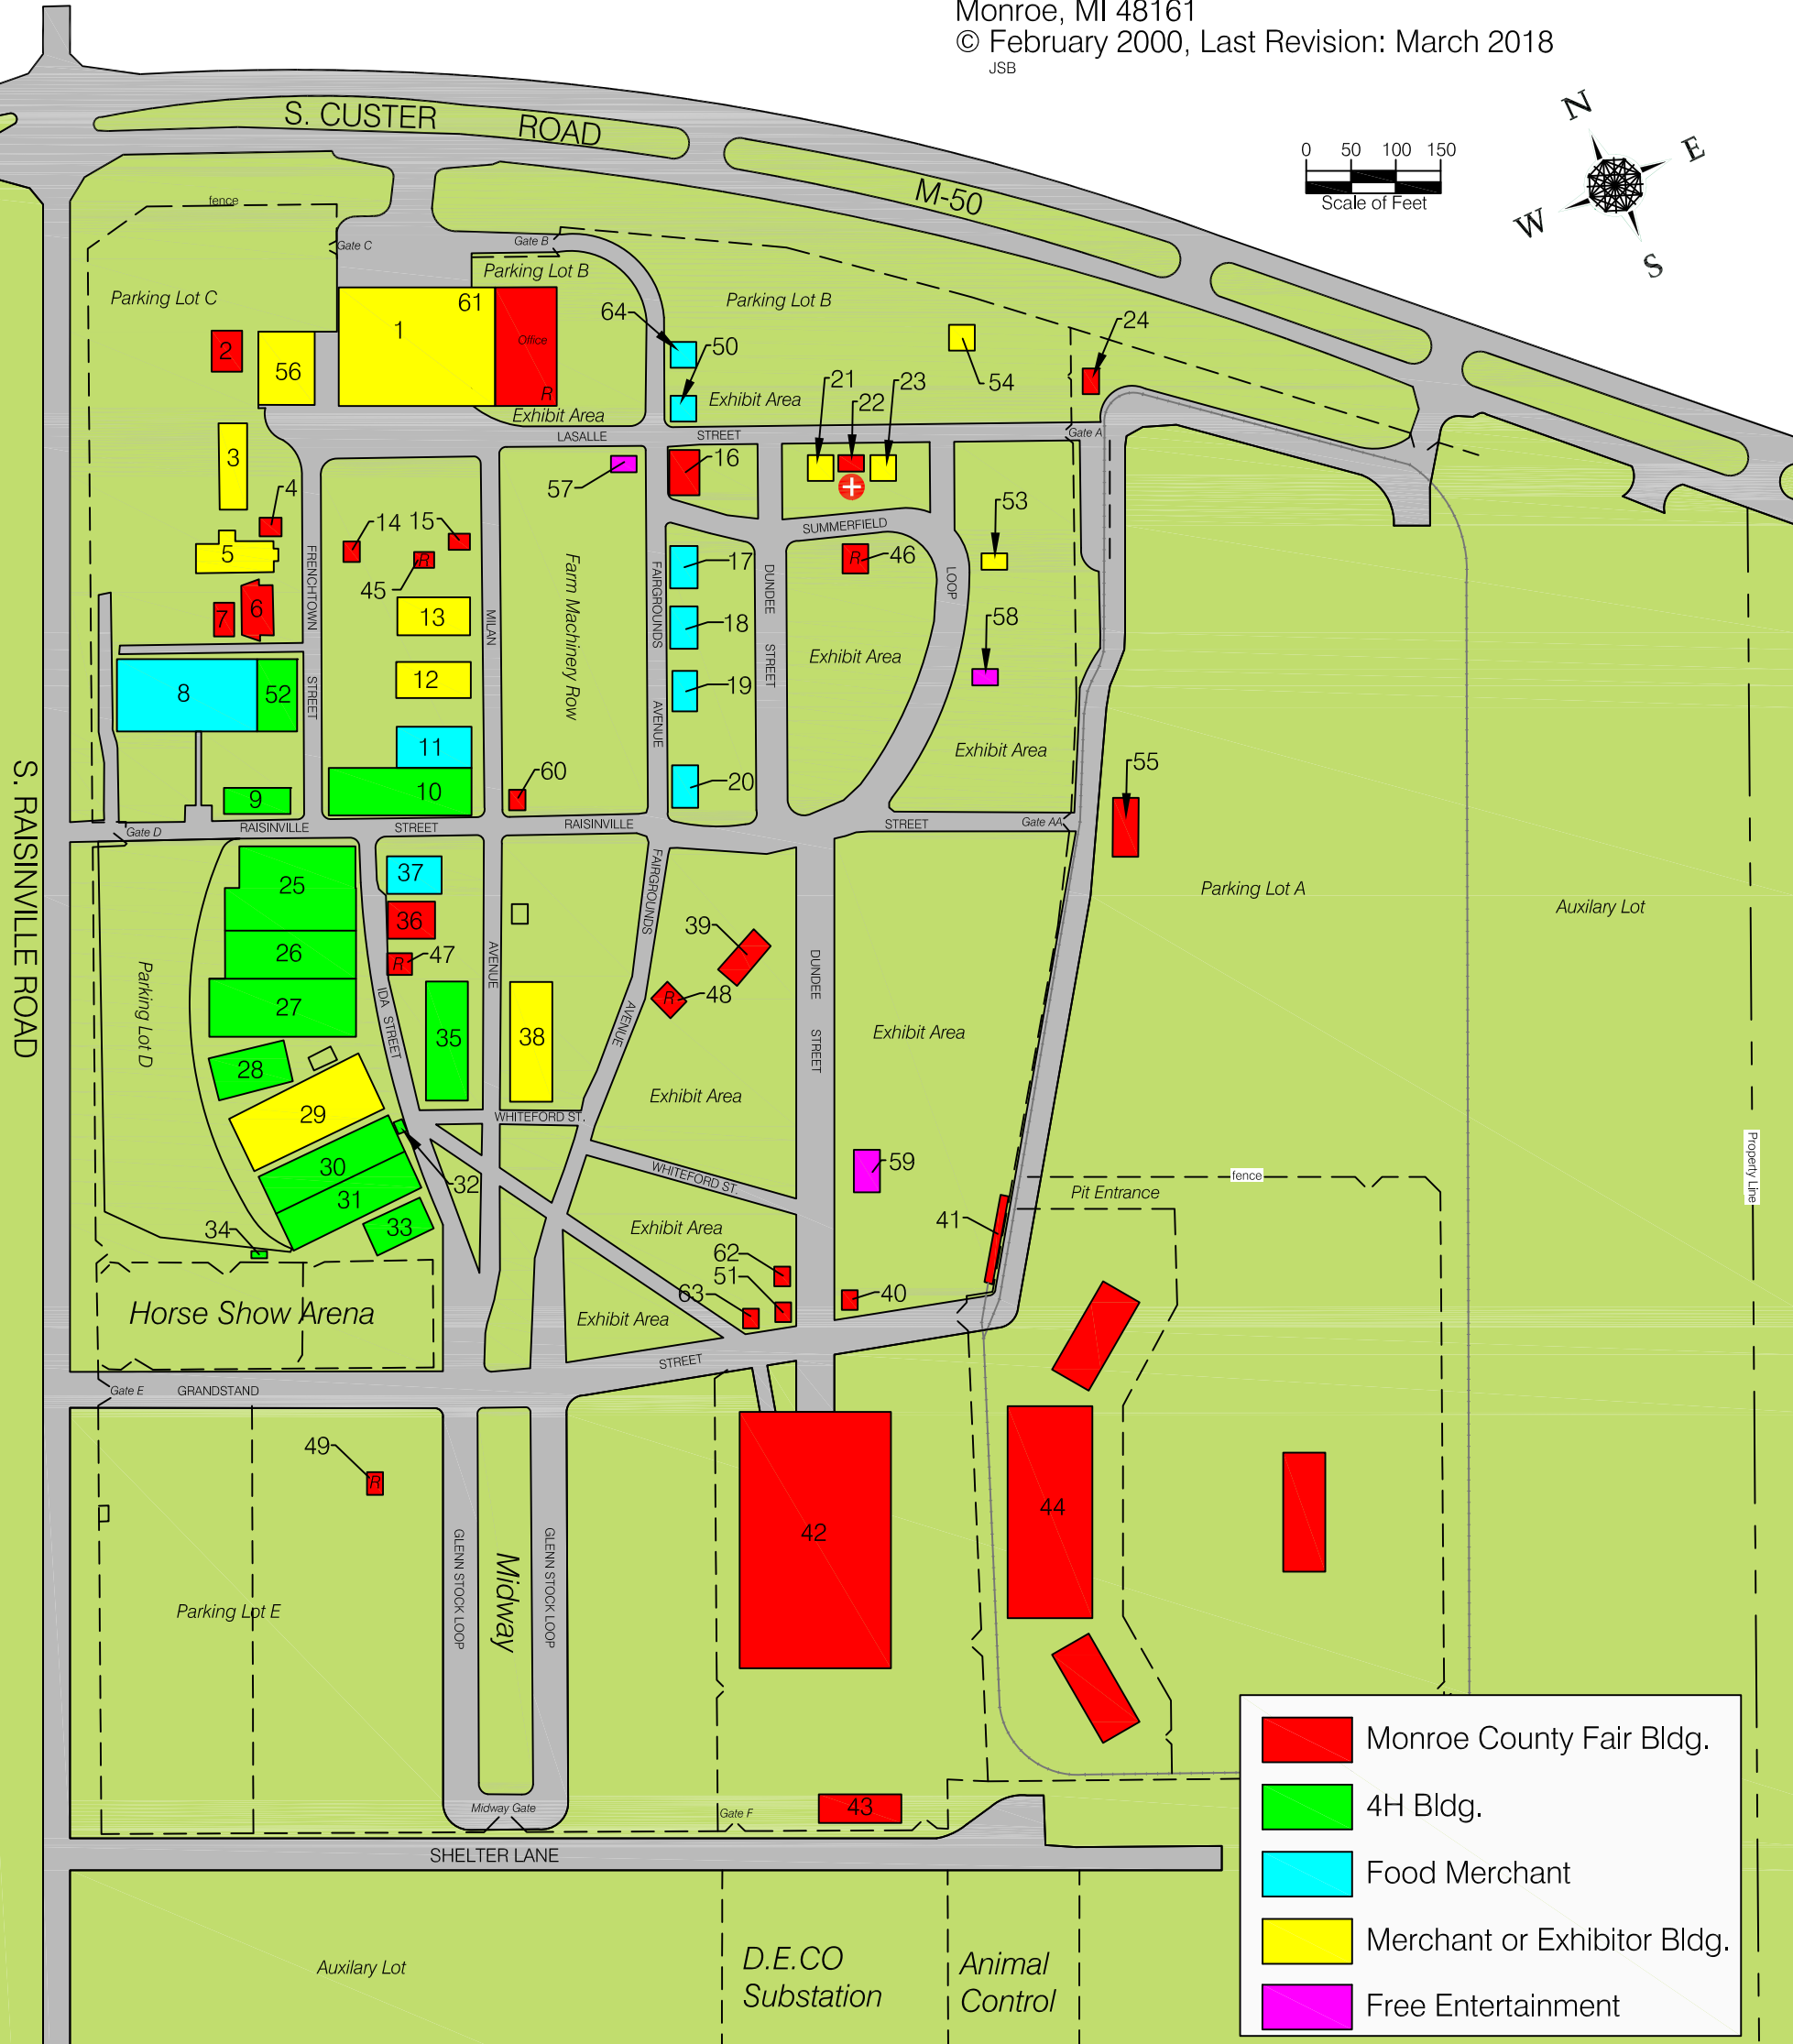 Monroe, MI 48161
© February 2000, Last Revision: March 2018
JSB
N
E
W
S
0 50 100 150
Scale of Feet
S. CUSTER ROAD
M-50
fence
Gate C
Gate B
Parking Lot B
Parking Lot C
Parking Lot B
61
1
Office
R
2
56
64
50
54
24
Exhibit Area
Exhibit Area
21
22
23
LASALLE STREET
Gate A
3
4
5
57
16
14
15
R
45
SUMMERFIELD
53
R
46
17
FRENCHTOWN
Farm Machinery Row
FAIRGROUNDS
DUNDEE
LOOP
7
6
13
MILAN
18
STREET
58
Exhibit Area
8
52
STREET
12
19
AVENUE
11
Exhibit Area
10
60
20
55
9
Gate D
RAISINVILLE STREET RAISINVILLE STREET
Gate AA
S. RAISINVILLE ROAD
25
37
FAIRGROUNDS
Parking Lot A
Auxilary Lot
36
39
26
R
47
AVENUE
DUNDEE
27
Parking Lot D
IDA STREET
R
48
35
38
AVENUE
STREET
Exhibit Area
28
Exhibit Area
29
WHITEFORD ST.
30
59
WHITEFORD ST.
fence
Property Line
31
32
Pit Entrance
33
34
Exhibit Area
41
62
51
63
40
Horse Show Arena
Exhibit Area
STREET
Gate E
GRANDSTAND
49
R
42
44
GLENN STOCK LOOP
Midway
GLENN STOCK LOOP
Parking Lot E
Midway Gate
Gate F
43
SHELTER LANE
Auxilary Lot
D.E.CO
Substation
Animal
Control
Monroe County Fair Bldg.
4H Bldg.
Food Merchant
Merchant or Exhibitor Bldg.
Free Entertainment